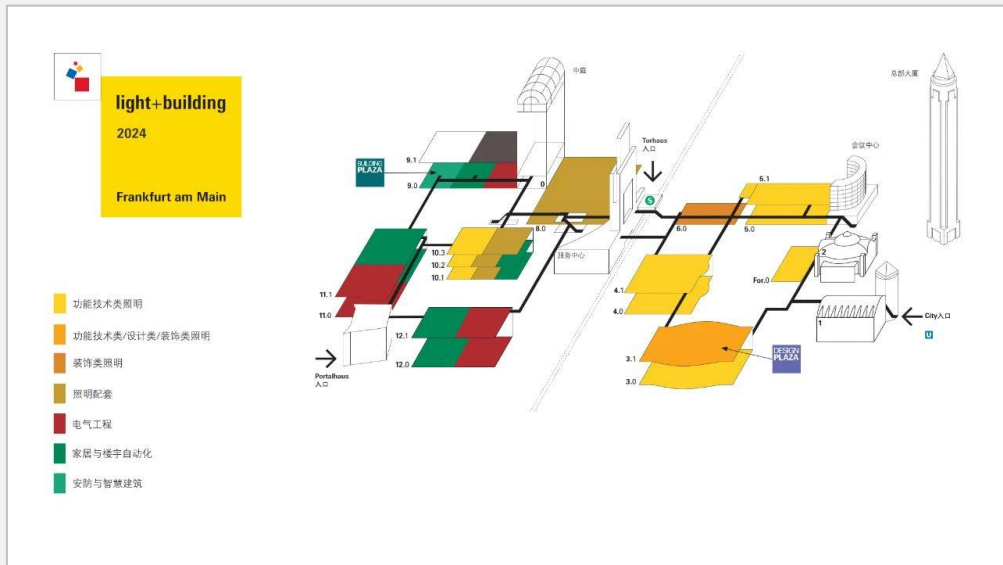 light+building
2024
Frankfurt am Main
功能技术类照明
功能技术类/设计类/装饰类照明
装饰类照明
照明配套
电气工程
家居与楼宇自动化
安防与智慧建筑
中庭
总部大厦
会议中心
Torhaus
入口
BUILDING
PLAZA
9.1
9.0
0
S
8.0
服务中心
6.0
5.1
5.0
2
For.0
1
City入口
U
10.3
10.2
10.1
11.1
11.0
12.1
12.0
Portalhaus
入口
4.1
4.0
3.1
3.0
DESIGN
PLAZA